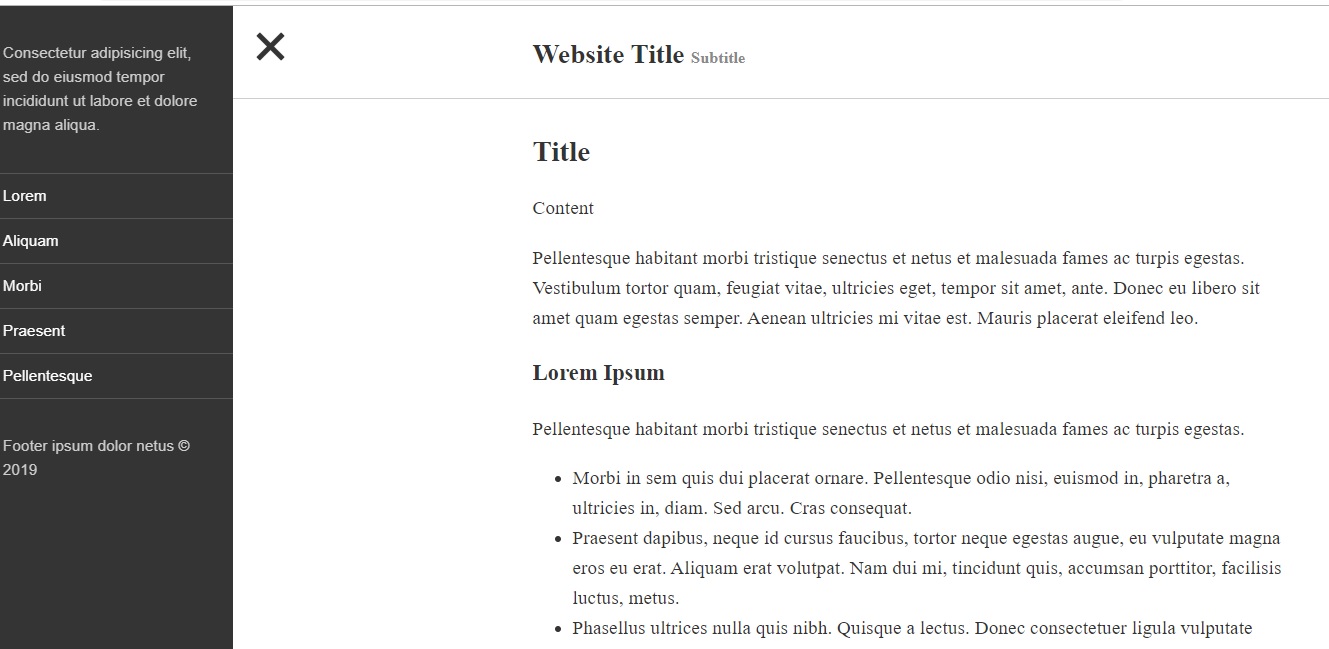 Consectetur adipisicing elit,
sed do eiusmod tempor
incididunt ut labore et dolore
magna aliqua.
Lorem
Aliquam
Morbi
Praesent
Pellentesque
Footer ipsum dolor netus ©
2019
Website Title Subtitle
Title
Content
Pellentesque habitant morbi tristique senectus et netus et malesuada fames ac turpis egestas.
Vestibulum tortor quam, feugiat vitae, ultricies eget, tempor sit amet, ante. Donec eu libero sit
amet quam egestas semper. Aenean ultricies mi vitae est. Mauris placerat eleifend leo.
Lorem Ipsum
Pellentesque habitant morbi tristique senectus et netus et malesuada fames ac turpis egestas.
• Morbi in sem quis dui placerat ornare. Pellentesque odio nisi, euismod in, pharetra a,
ultricies in, diam. Sed arcu. Cras consequat.
• Praesent dapibus, neque id cursus faucibus, tortor neque egestas augue, eu vulputate magna
eros eu erat. Aliquam erat volutpat. Nam dui mi, tincidunt quis, accumsan porttitor, facilisis
luctus, metus.
• Phasellus ultrices nulla quis nibh. Quisque a lectus. Donec consectetuer ligula vulputate